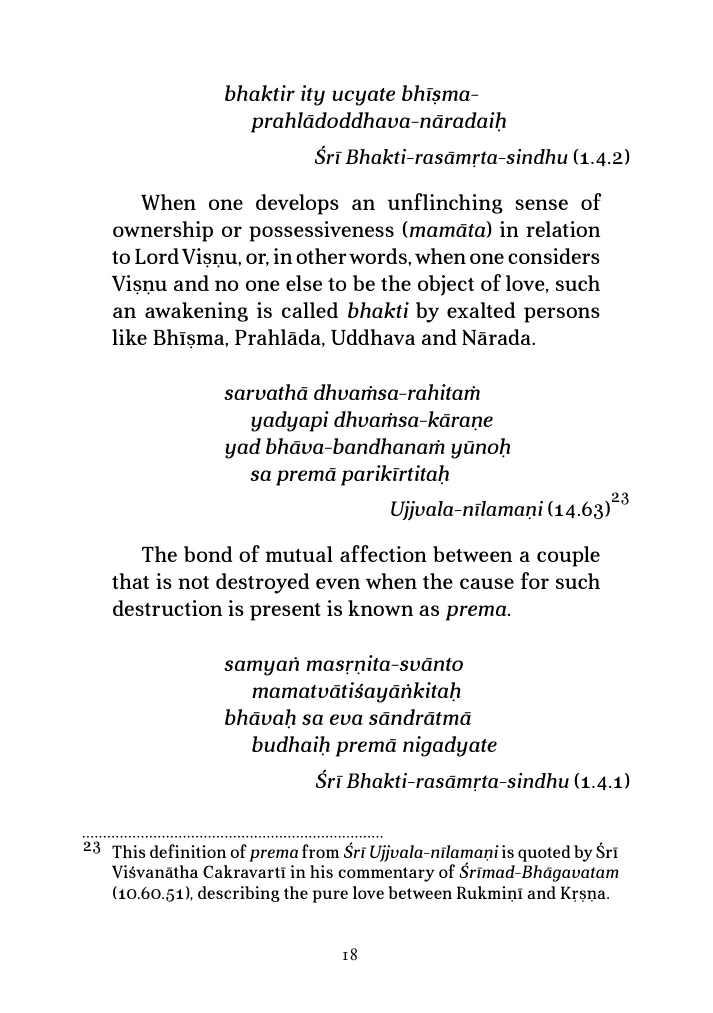 bhaktir ity ucyate bhīṣma-
prahlādoddhava-nāradaiḥ
Śrī Bhakti-rasāmṛta-sindhu (1.4.2)
When one develops an unflinching sense of
ownership or possessiveness (mamāta) in relation
to Lord Viṣṇu, or, in other words, when one considers
Viṣṇu and no one else to be the object of love, such
an awakening is called bhakti by exalted persons
like Bhīṣma, Prahlāda, Uddhava and Nārada.
sarvathā dhvaṁsa-rahitaṁ
yadyapi dhvaṁsa-kāraṇe
yad bhāva-bandhanaṁ yūnoḥ
sa premā parikīrtitaḥ
Ujjvala-nīlamaṇi (14.63)23
The bond of mutual affection between a couple
that is not destroyed even when the cause for such
destruction is present is known as prema.
samyaṅ masṛṇita-svānto
mamatvātiśayāṅkitaḥ
bhāvaḥ sa eva sāndrātmā
budhaiḥ premā nigadyate
Śrī Bhakti-rasāmṛta-sindhu (1.4.1)
23 This definition of prema from Śrī Ujjvala-nīlamaṇi is quoted by Śrī
Viśvanātha Cakravartī in his commentary of Śrīmad-Bhāgavatam
(10.60.51), describing the pure love between Rukmiṇī and Kṛṣṇa.
18